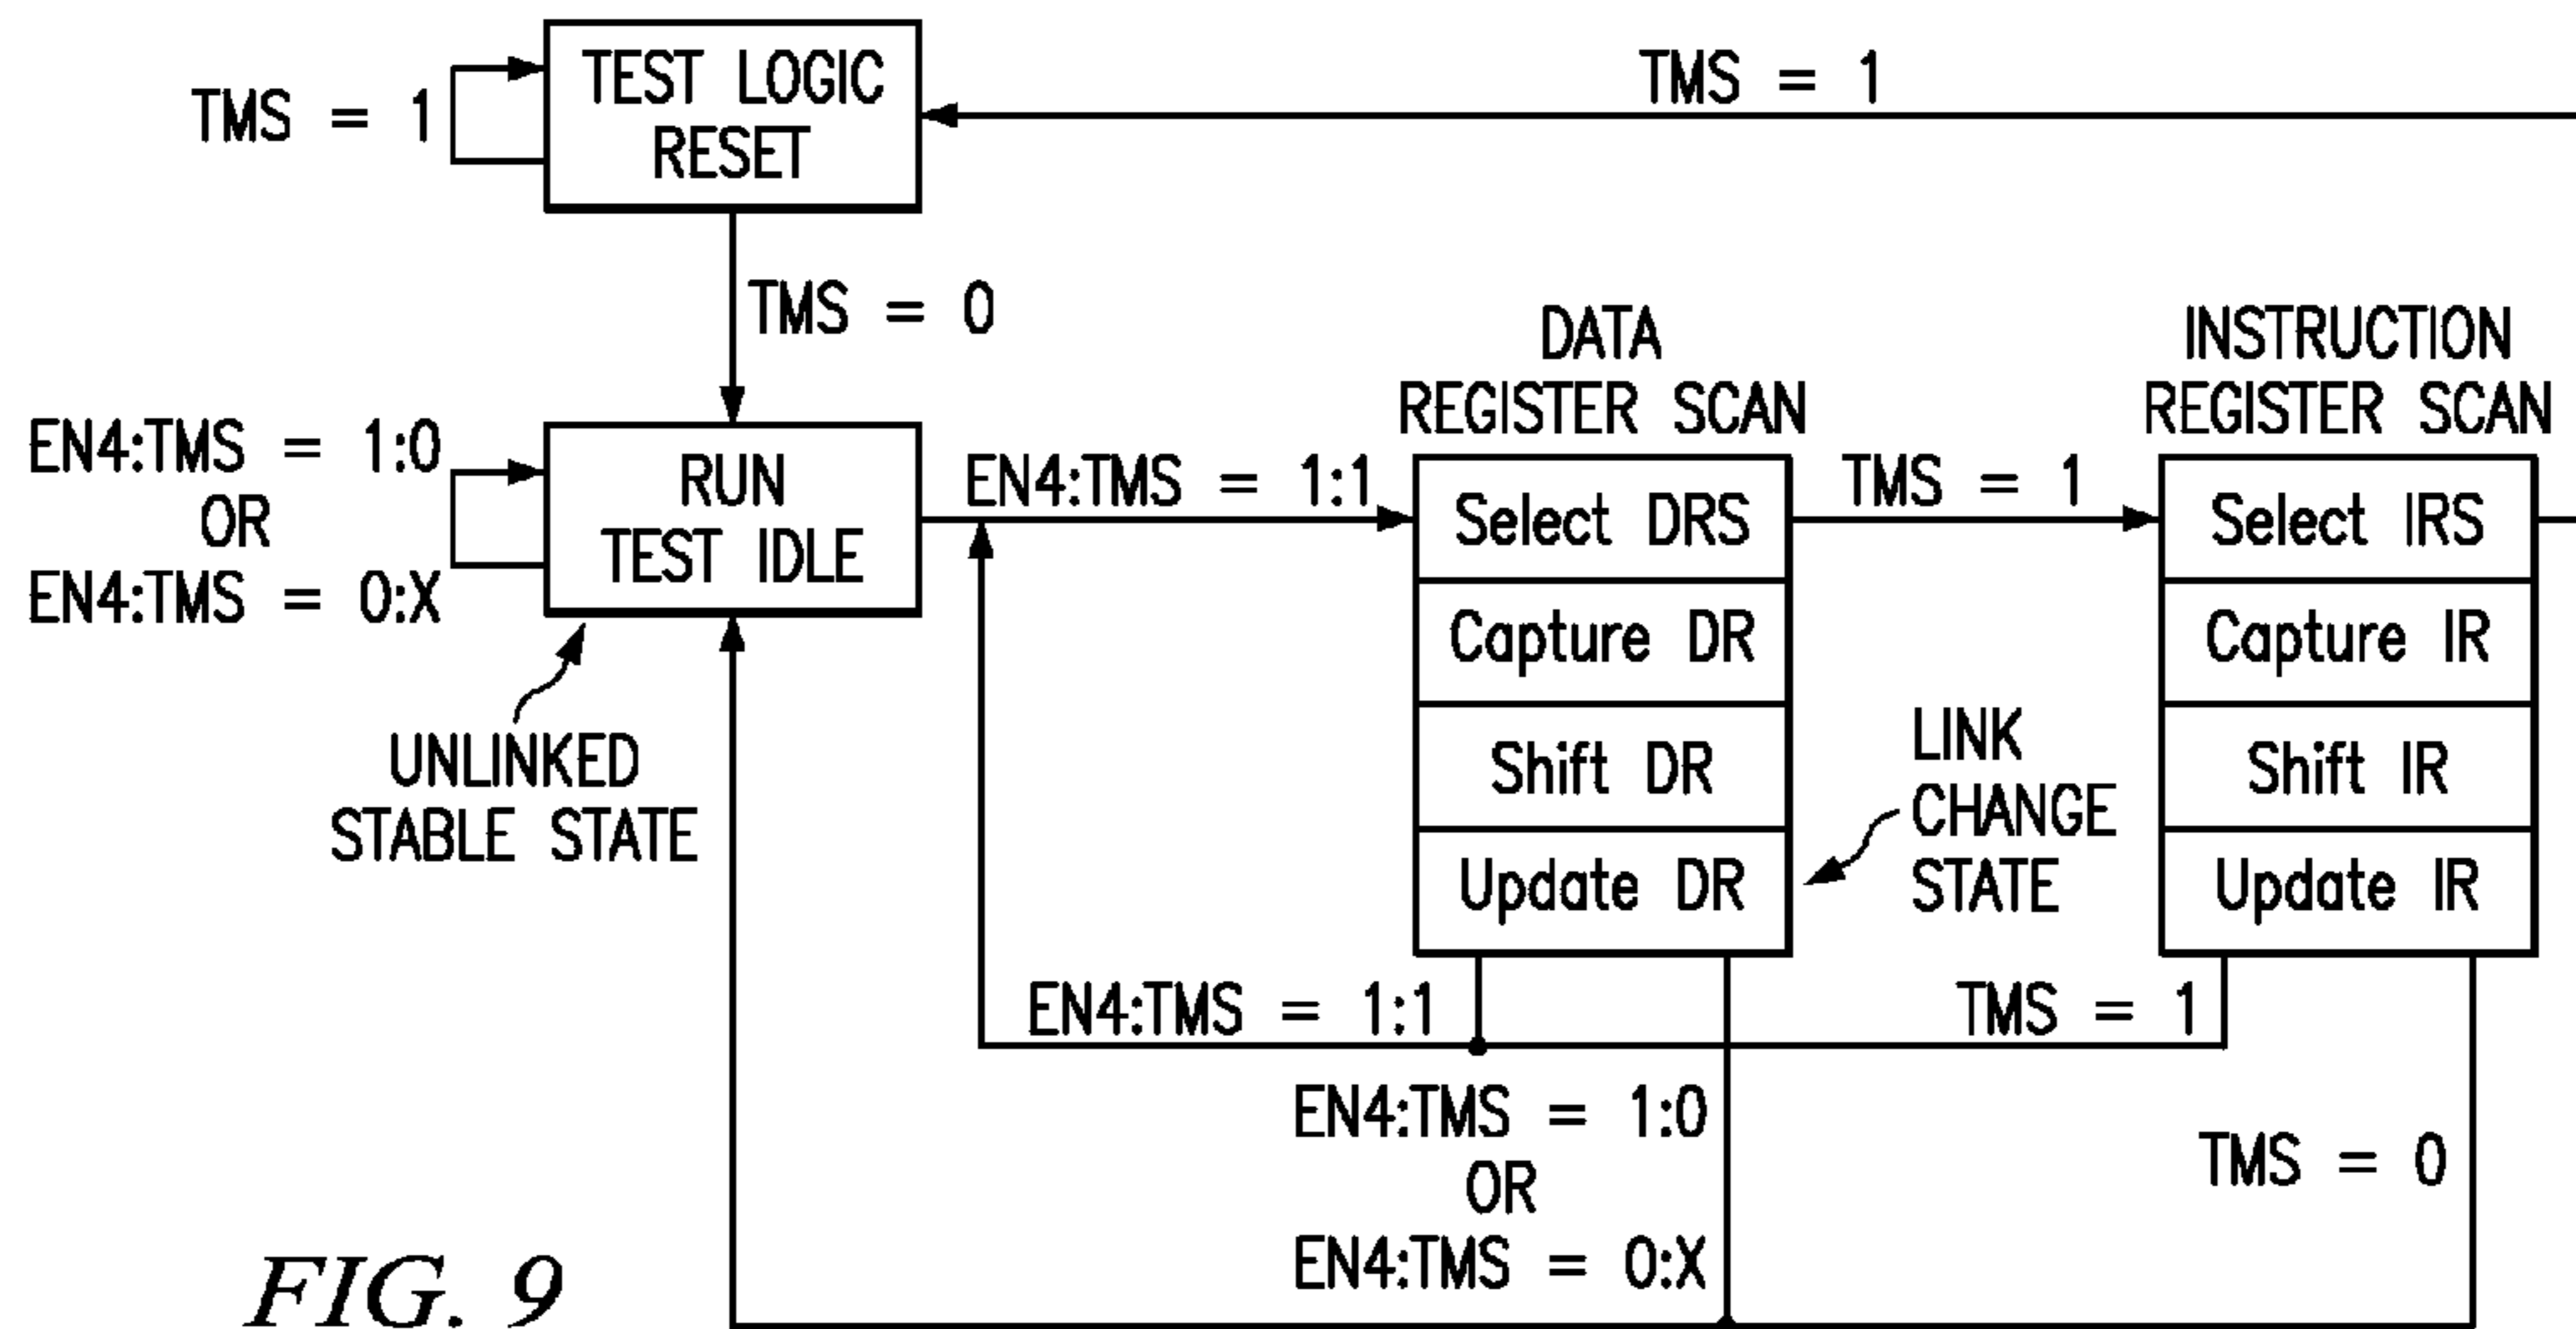 TEST LOGIC
RESET
TMS = 1
TMS = 1
TMS = 0
EN4:TMS = 1:0
OR
EN4:TMS = 0:X
RUN
TEST IDLE
UNLINKED
STABLE STATE
EN4:TMS = 1:1
DATA
REGISTER SCAN
Select DRS
Capture DR
Shift DR
Update DR
TMS = 1
INSTRUCTION
REGISTER SCAN
Select IRS
Capture IR
Shift IR
Update IR
LINK
CHANGE
STATE
EN4:TMS = 1:1
TMS = 1
EN4:TMS = 1:0
OR
EN4:TMS = 0:X
TMS = 0
FIG. 9